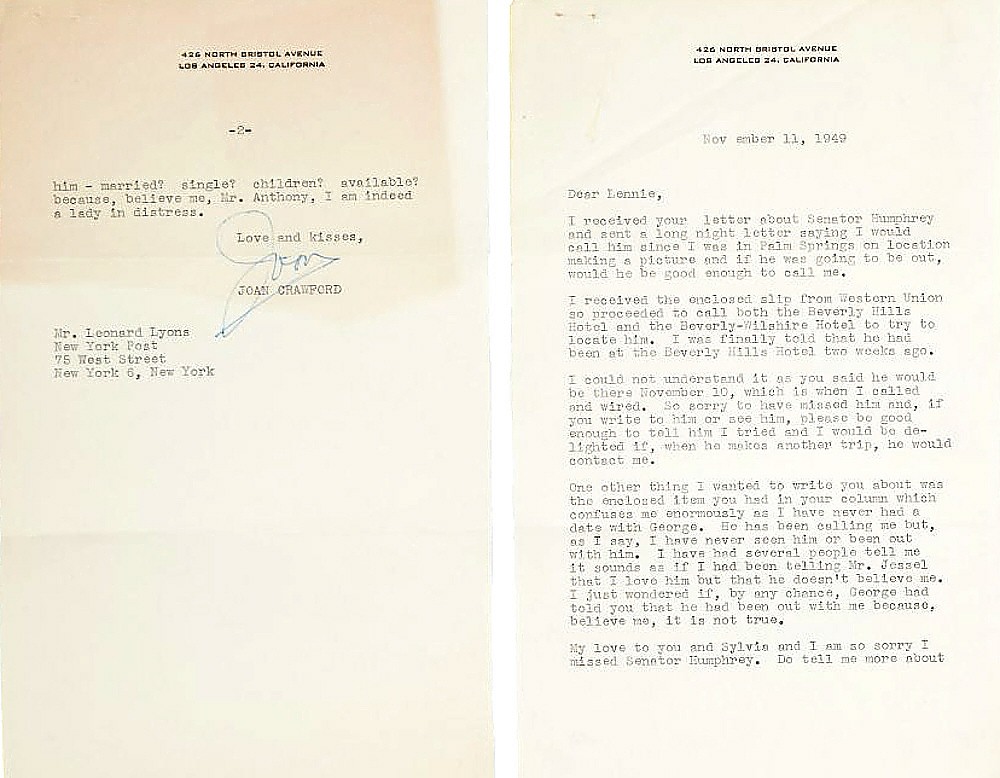 426 NORTH BRISTOL AVENUE
LOS ANGELES 24, CALIFORNIA
Nov ember 11, 1949
Dear Lennie,
I received your letter about Senator Humphrey
and sent a long night letter saying I would
call him since I was in Palm Springs on location
making a picture and if he was going to be out,
would he be good enough to call me.
I received the enclosed slip from Western Union
so proceeded to call both the Beverly Hills
Hotel and the Beverly-Wilshire Hotel to try to
locate him. I was finally told that he had
been at the Beverly Hills Hotel two weeks ago.
I could not understand it as you said he would
be there November 10, which is when I called
and wired. So sorry to have missed him and, if
you write to him or see him, please be good
enough to tell him I tried and I would be de-
lighted if, when he makes another trip, he would
contact me.
One other thing I wanted to write you about was
the enclosed item you had in your column which
confuses me enormously as I have never had a
date with George. He has been calling me but,
as I say, I have never seen him or been out
with him. I have had several people tell me
it sounds as if I had been telling Mr. Jessel
that I love him but that he doesn't believe me.
I just wondered if, by any chance, George had
told you that he had been out with me because,
believe me, it is not true.
My love to you and Sylvia and I am so sorry I
missed Senator Humphrey. Do tell me more about
426 NORTH BRISTOL AVENUE
LOS ANGELES 24, CALIFORNIA
-2-
him - married? single? children? available?
because, believe me, Mr. Anthony, I am indeed
a lady in distress.
Love and kisses,
Joan
JOAN CRAWFORD
Mr. Leonard Lyons
New York Post
75 West Street
New York 6, New York